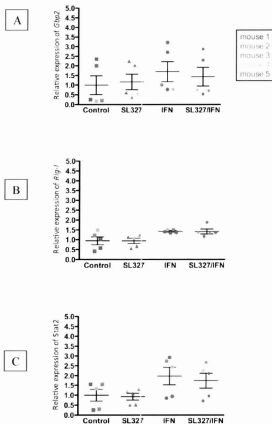 A
Relative expression of Gbp2
5.0
4.5
4.0
3.5
3.0
2.5
2.0
1.5
1.0
0.5
0.0
Control SL327 IFN SL327/IFN
mouse 1
mouse 2
mouse 3
mouse 5
B
Relative expression of Rig-I
5.0
4.5
4.0
3.5
3.0
2.5
2.0
1.5
1.0
0.5
0.0
Control SL327 IFN SL327/IFN
C
Relative expression of Stat2
5.0
4.5
4.0
3.5
3.0
2.5
2.0
1.5
1.0
0.5
0.0
Control SL327 IFN SL327/IFN